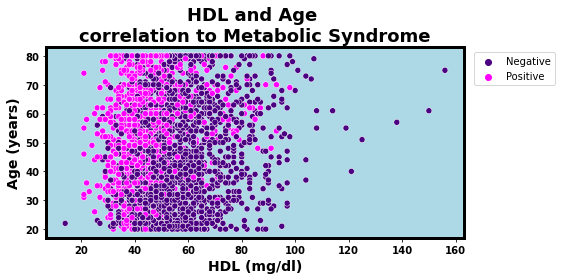 HDL and Age
correlation to Metabolic Syndrome
Negative
Positive
80
70
60
50
40
30
20
Age (years)
20
40
60
80
100
120
140
160
HDL (mg/dl)